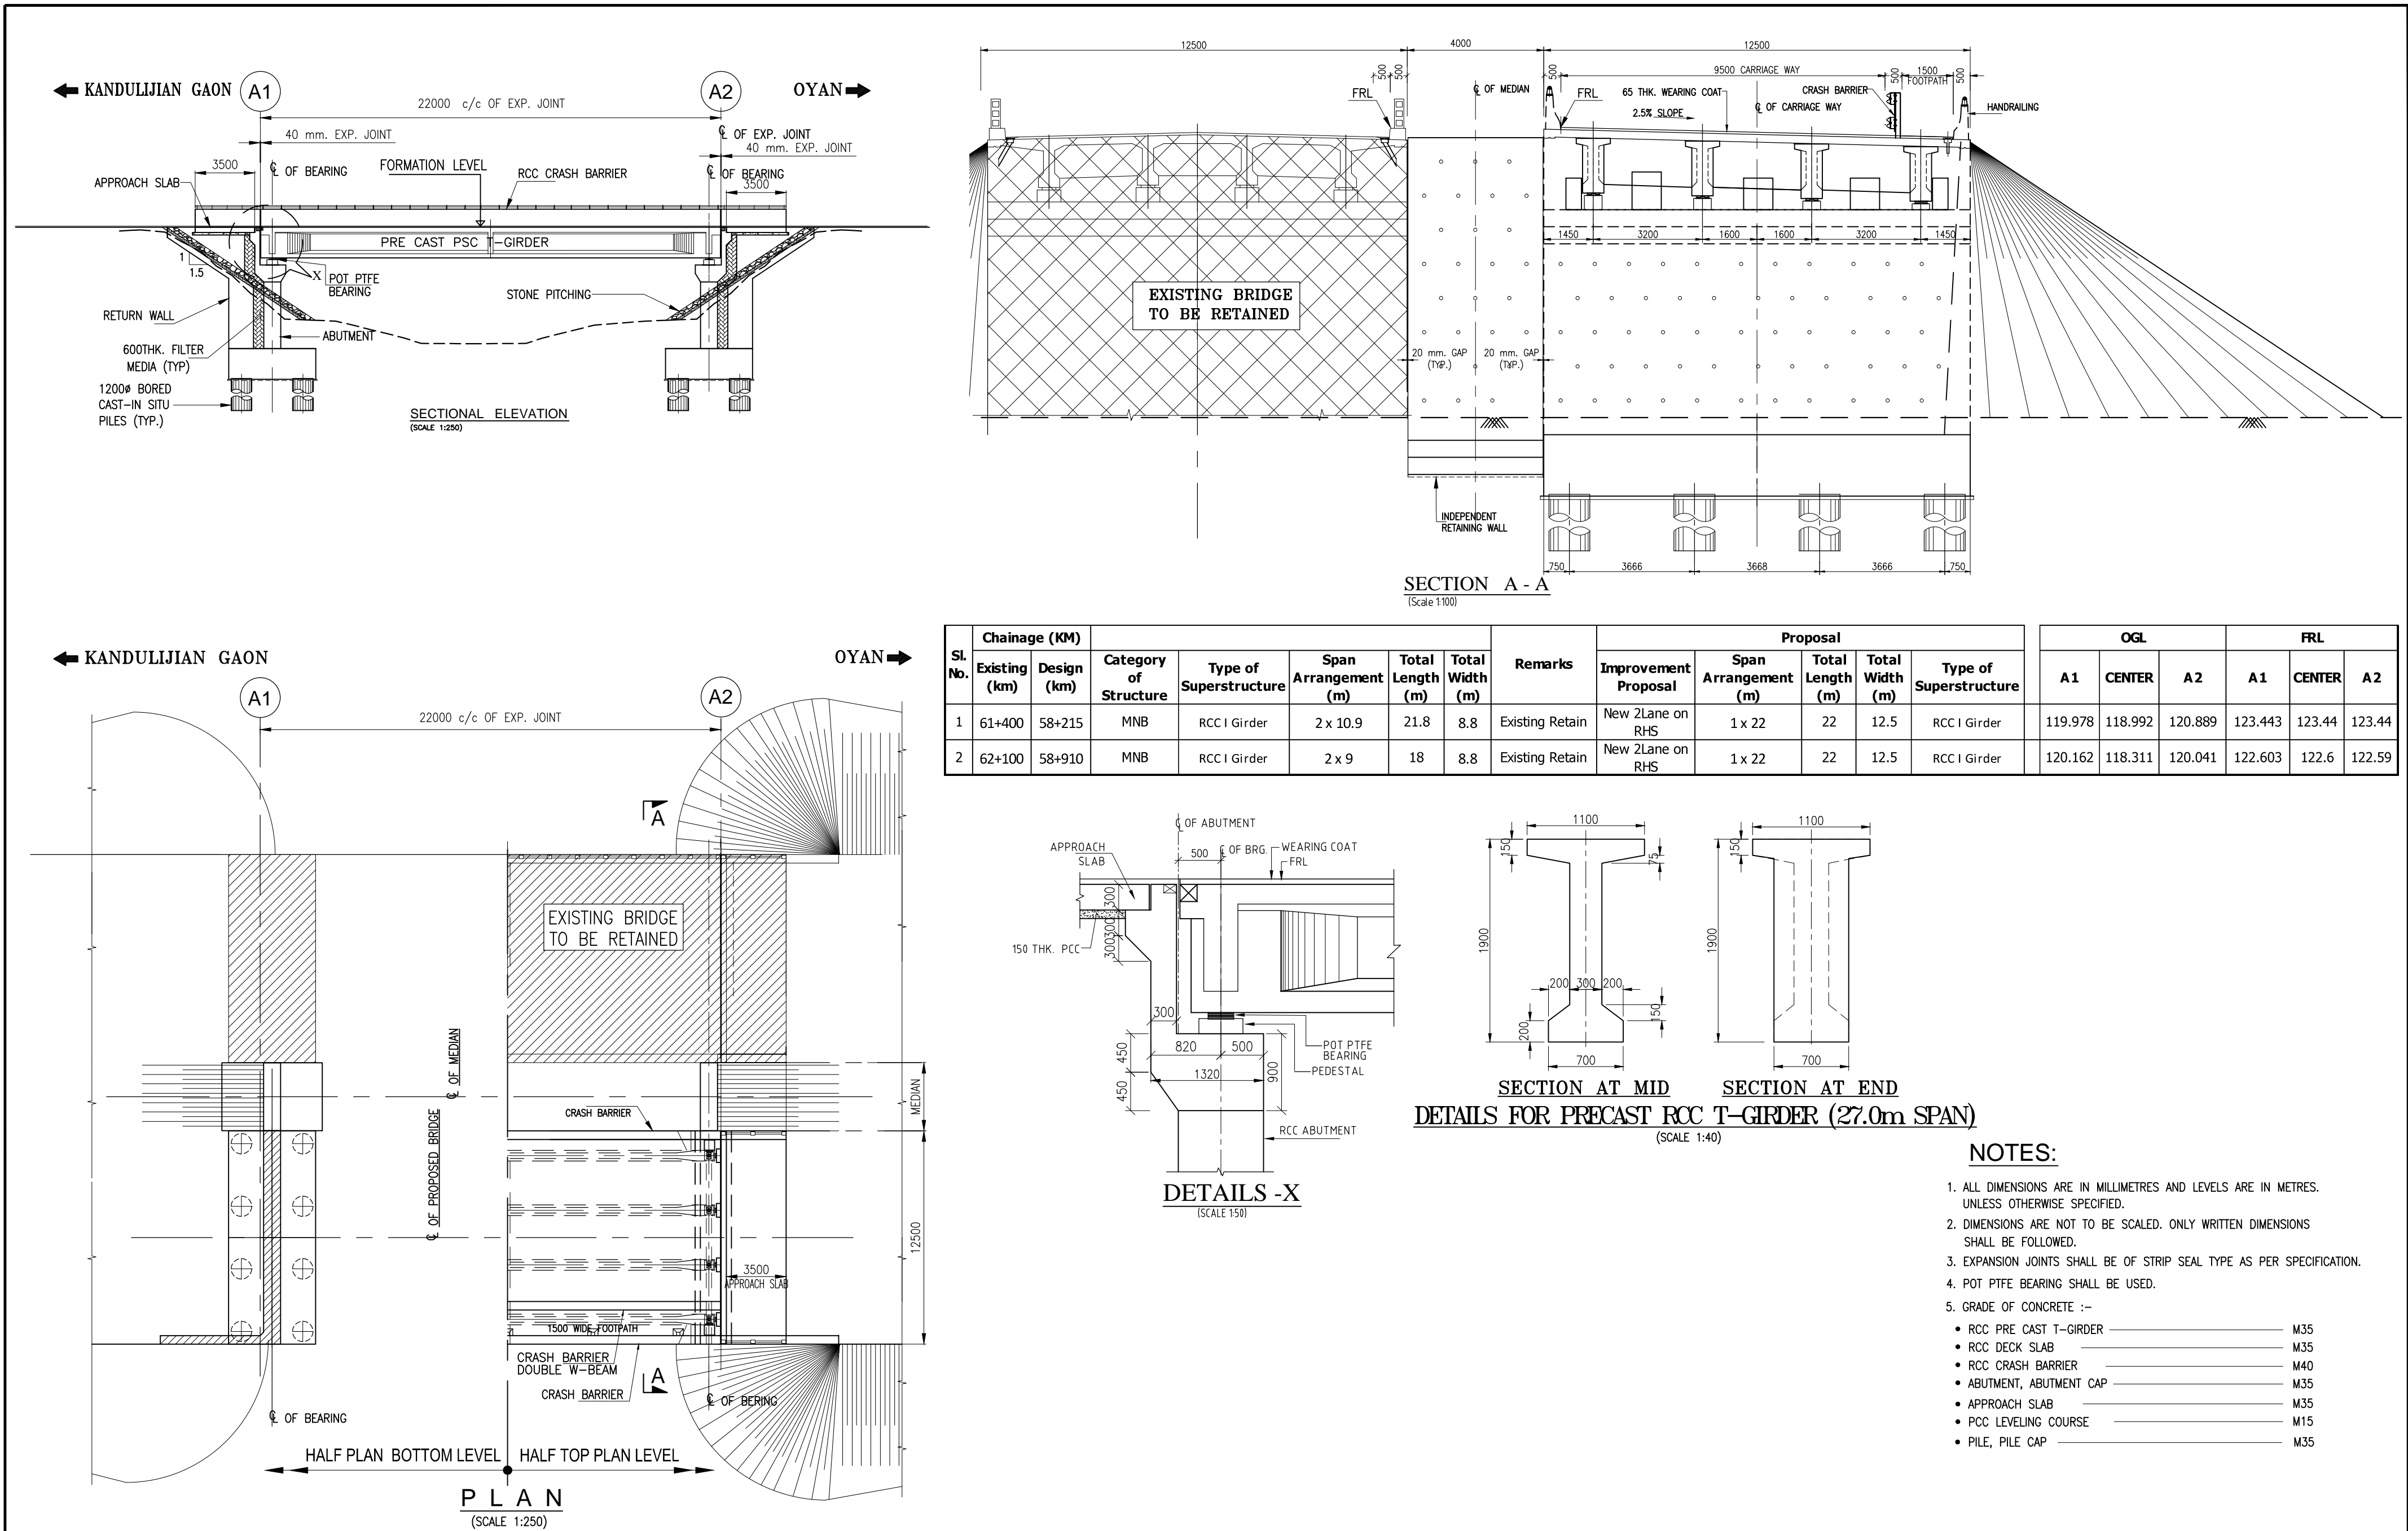 KANDULIJIAN GAON
A1
A2
OYAN
22000 c/c OF EXP. JOINT
40 mm. EXP. JOINT
℄ OF EXP. JOINT
40 mm. EXP. JOINT
3500
℄ OF BEARING
FORMATION LEVEL
RCC CRASH BARRIER
℄ OF BEARING
3500
APPROACH SLAB
PRE CAST PSC T-GIRDER
1
1.5
X
POT PTFE
BEARING
STONE PITCHING
RETURN WALL
ABUTMENT
600THK. FILTER
MEDIA (TYP)
1200ø BORED
CAST-IN SITU
PILES (TYP.)
SECTIONAL ELEVATION
(SCALE 1:250)
12500
4000
12500
500
500
500
9500 CARRIAGE WAY
500
1500
FOOTPATH
500
FRL
℄ OF MEDIAN
FRL
65 THK. WEARING COAT
2.5% SLOPE
℄ OF CARRIAGE WAY
CRASH BARRIER
HANDRAILING
1450
3200
1600
1600
3200
1450
EXISTING BRIDGE
TO BE RETAINED
20 mm. GAP
(TYP.)
20 mm. GAP
(TYP.)
INDEPENDENT
RETAINING WALL
750
3666
3668
3666
750
SECTION A - A
(Scale 1:100)
Sl. No. Chainage (KM) Remarks Proposal OGL FRL
Existing (km) Design (km) Category of Structure Type of Superstructure Span Arrangement (m) Total Length (m) Total Width (m) Improvement Proposal Span Arrangement (m) Total Length (m) Total Width (m) Type of Superstructure A1 CENTER A2 A1 CENTER A2
1 61+400 58+215 MNB RCC I Girder 2 x 10.9 21.8 8.8 Existing Retain New 2Lane on RHS 1 x 22 22 12.5 RCC I Girder 119.978 118.992 120.889 123.443 123.44 123.44
2 62+100 58+910 MNB RCC I Girder 2 x 9 18 8.8 Existing Retain New 2Lane on RHS 1 x 22 22 12.5 RCC I Girder 120.162 118.311 120.041 122.603 122.6 122.59
KANDULIJIAN GAON
OYAN
A1
A2
22000 c/c OF EXP. JOINT
A
EXISTING BRIDGE
TO BE RETAINED
℄ OF MEDIAN
℄ OF PROPOSED BRIDGE
MEDIAN
CRASH BARRIER
12500
3500
APPROACH SLAB
1500 WIDE FOOTPATH
CRASH BARRIER
DOUBLE W-BEAM
CRASH BARRIER
A
℄ OF BERING
℄ OF BEARING
HALF PLAN BOTTOM LEVEL
HALF TOP PLAN LEVEL
PLAN
(SCALE 1:250)
℄ OF ABUTMENT
APPROACH
SLAB
500
℄ OF BRG.
WEARING COAT
FRL
300
300
300
150 THK. PCC
300
820
500
450
450
1320
900
POT PTFE
BEARING
PEDESTAL
RCC ABUTMENT
DETAILS -X
(SCALE 1:50)
1100
150
75
1900
200
300
200
150
200
700
SECTION AT MID
1100
150
1900
700
SECTION AT END
DETAILS FOR PRECAST RCC T-GIRDER (27.0m SPAN)
(SCALE 1:40)
NOTES:
1. ALL DIMENSIONS ARE IN MILLIMETRES AND LEVELS ARE IN METRES.
UNLESS OTHERWISE SPECIFIED.
2. DIMENSIONS ARE NOT TO BE SCALED. ONLY WRITTEN DIMENSIONS
SHALL BE FOLLOWED.
3. EXPANSION JOINTS SHALL BE OF STRIP SEAL TYPE AS PER SPECIFICATION.
4. POT PTFE BEARING SHALL BE USED.
5. GRADE OF CONCRETE :-
• RCC PRE CAST T-GIRDER M35
• RCC DECK SLAB M35
• RCC CRASH BARRIER M40
• ABUTMENT, ABUTMENT CAP M35
• APPROACH SLAB M35
• PCC LEVELING COURSE M15
• PILE, PILE CAP M35